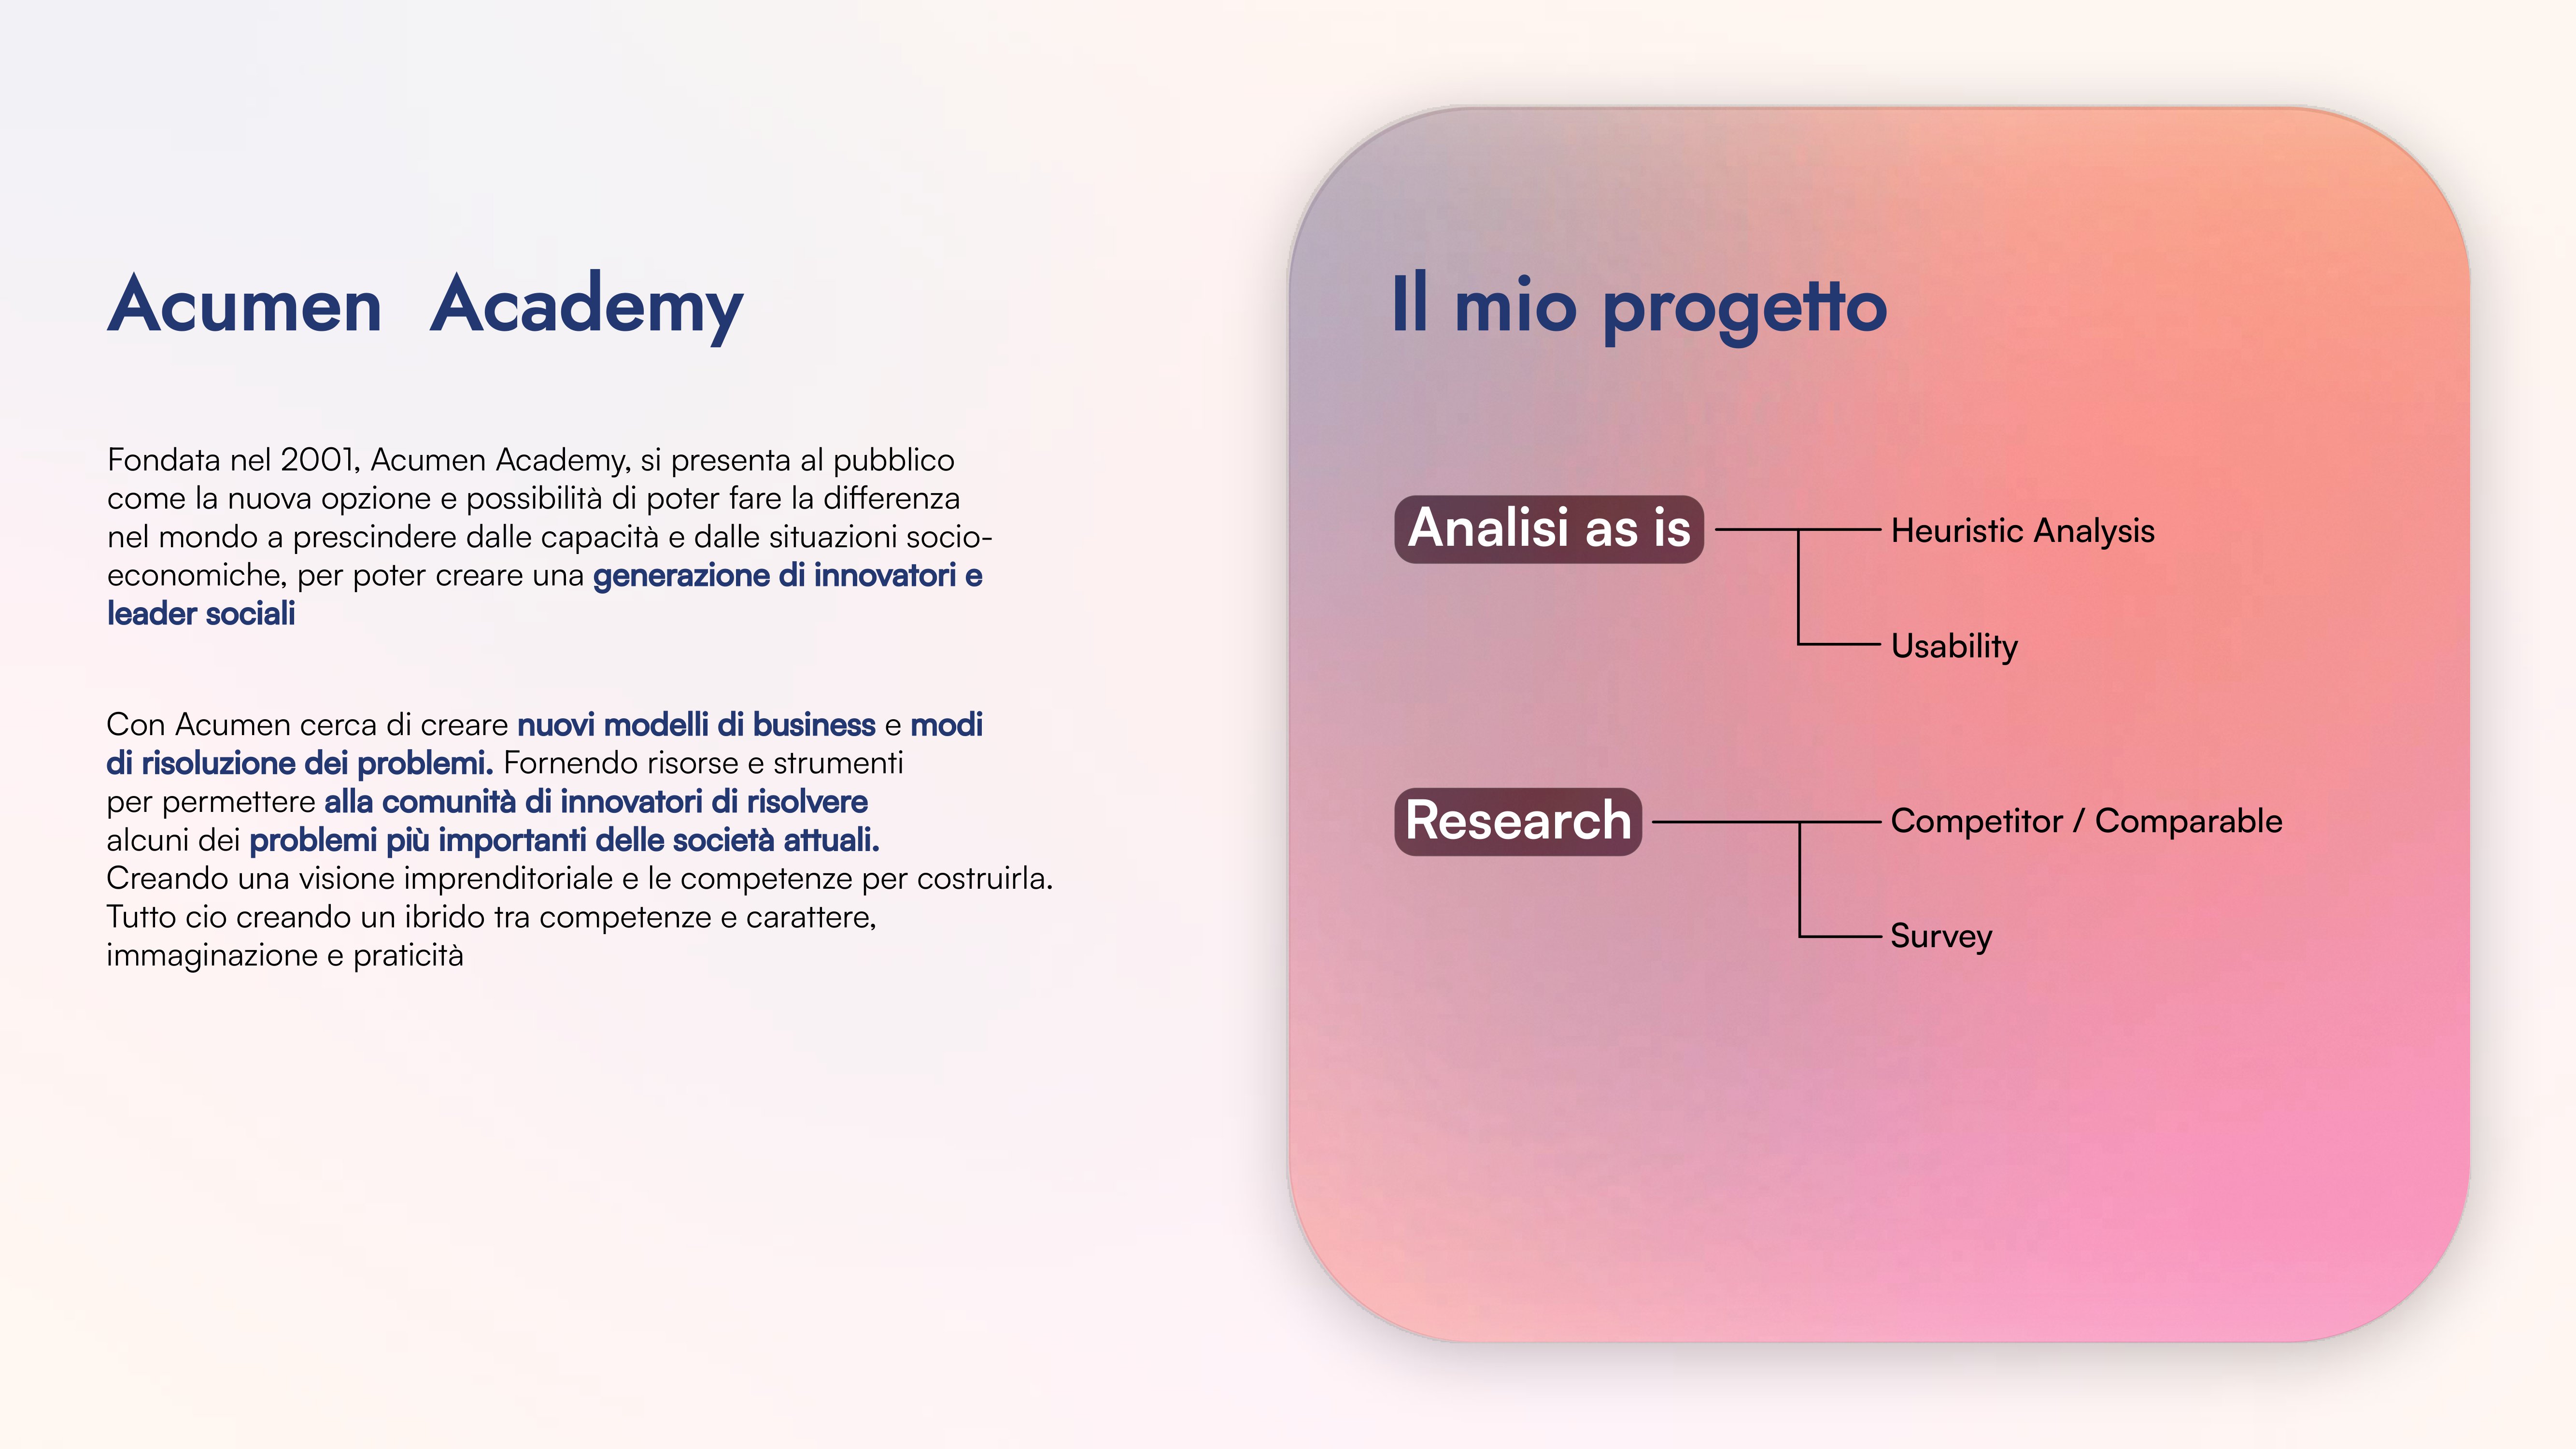 Acumen Academy
Fondata nel 2001, Acumen Academy, si presenta al pubblico
come la nuova opzione e possibilità di poter fare la differenza
nel mondo a prescindere dalle capacità e dalle situazioni socio-
economiche, per poter creare una generazione di innovatori e
leader sociali
Con Acumen cerca di creare nuovi modelli di business e modi
di risoluzione dei problemi. Fornendo risorse e strumenti
per permettere alla comunità di innovatori di risolvere
alcuni dei problemi più importanti delle società attuali.
Creando una visione imprenditoriale e le competenze per costruirla.
Tutto cio creando un ibrido tra competenze e carattere,
immaginazione e praticità
Il mio progetto
Analisi as is
Heuristic Analysis
Usability
Research
Competitor / Comparable
Survey